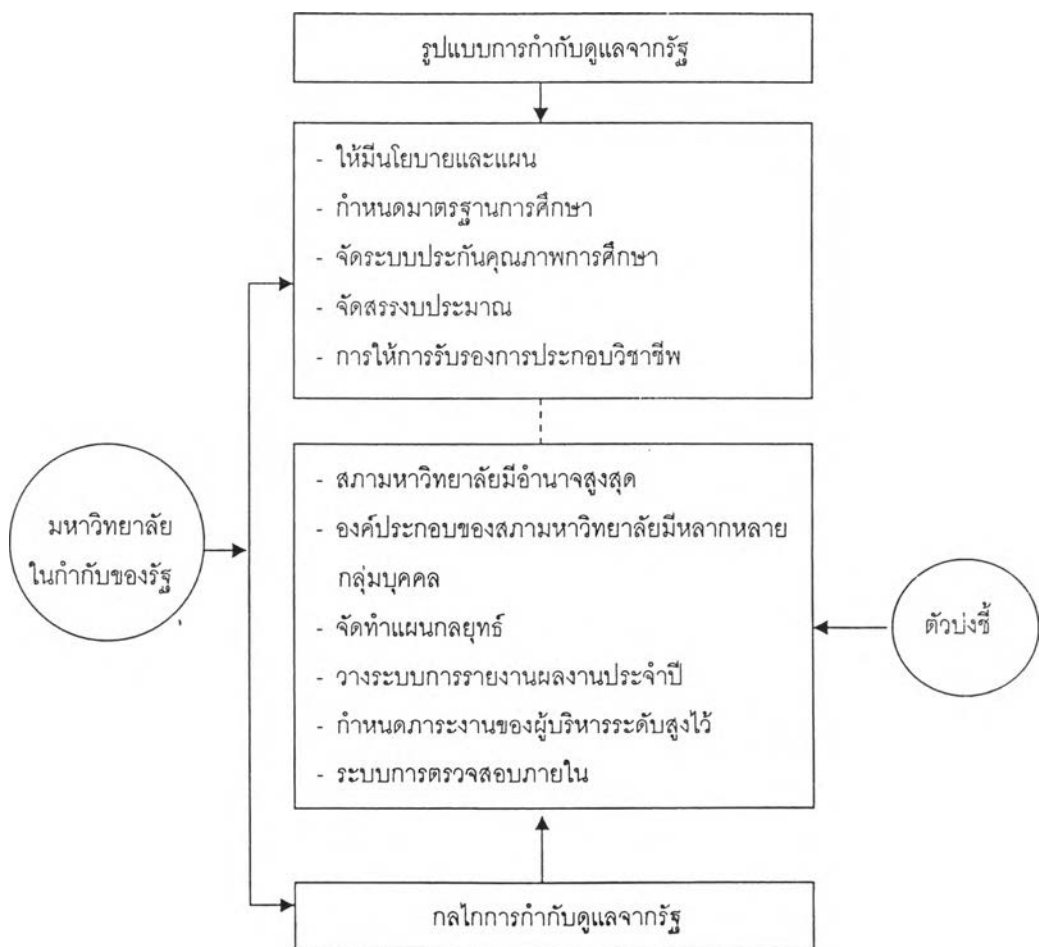 รูปแบบการกำกับดูแลจากรัฐ
- ให้มีนโยบายและแผน
- กำหนดมาตรฐานการศึกษา
- จัดระบบประกันคุณภาพการศึกษา
- จัดสรรงบประมาณ
- การให้การรับรองการประกอบวิชาชีพ
มหาวิทยาลัย
ในกำกับของรัฐ
- สภามหาวิทยาลัยมีอำนาจสูงสุด
- องค์ประกอบของสภามหาวิทยาลัยมีหลากหลาย
กลุ่มบุคคล
- จัดทำแผนกลยุทธ์
- วางระบบการรายงานผลงานประจำปี
- กำหนดภาระงานของผู้บริหารระดับสูงไว้
- ระบบการตรวจสอบภายใน
ตัวบ่งชี้
กลไกการกำกับดูแลจากรัฐ